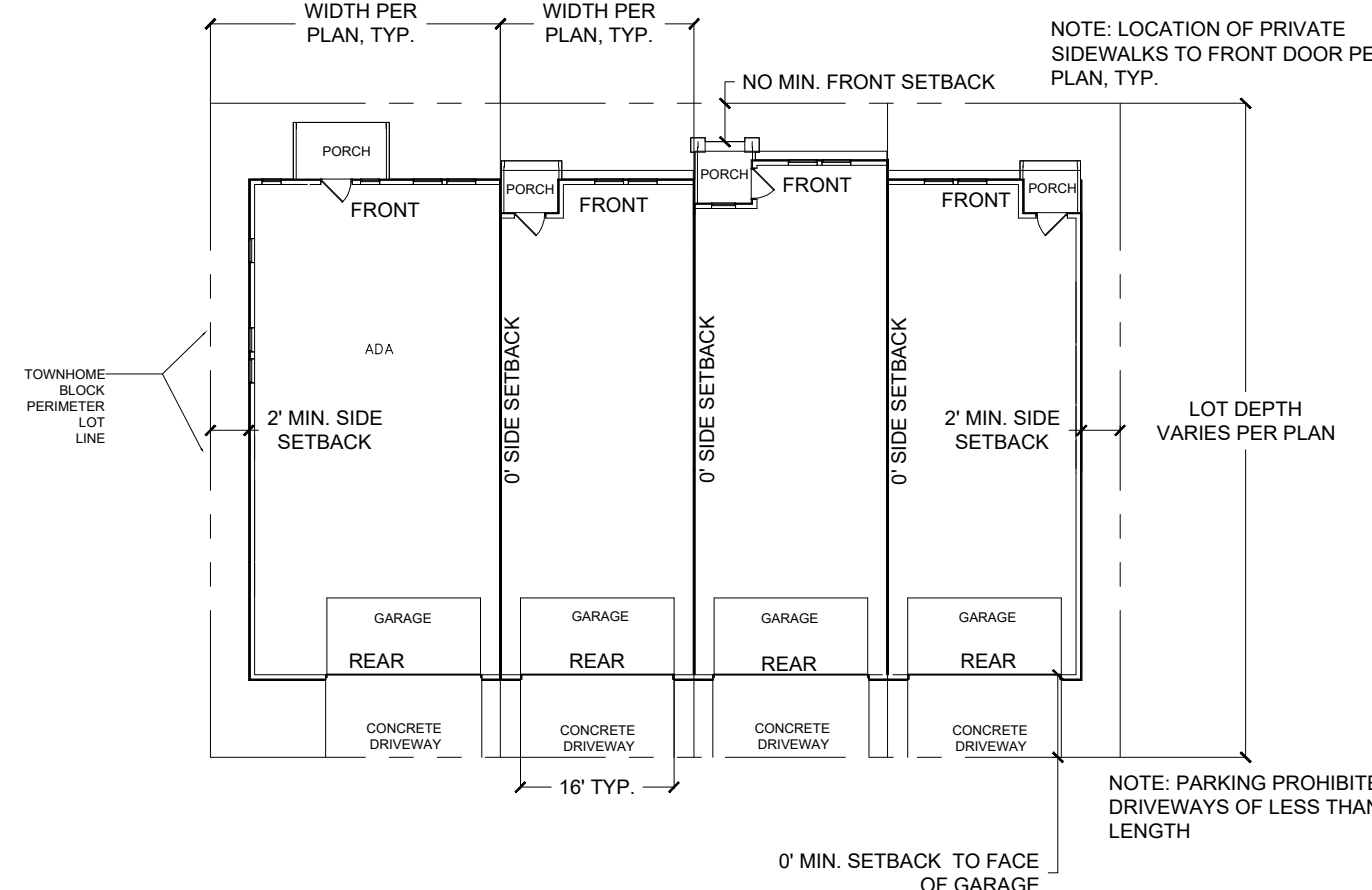 WIDTH PER
PLAN, TYP.
WIDTH PER
PLAN, TYP.
NOTE: LOCATION OF PRIVATE
SIDEWALKS TO FRONT DOOR PE
PLAN, TYP.
NO MIN. FRONT SETBACK
PORCH
PORCH
PORCH
PORCH
FRONT
FRONT
FRONT
FRONT
ADA
TOWNHOME
BLOCK
PERIMETER
LOT
LINE
2' MIN. SIDE
SETBACK
0' SIDE SETBACK
0' SIDE SETBACK
0' SIDE SETBACK
2' MIN. SIDE
SETBACK
LOT DEPTH
VARIES PER PLAN
GARAGE
GARAGE
GARAGE
GARAGE
REAR
REAR
REAR
REAR
CONCRETE
DRIVEWAY
CONCRETE
DRIVEWAY
CONCRETE
DRIVEWAY
CONCRETE
DRIVEWAY
16' TYP.
NOTE: PARKING PROHIBITE
DRIVEWAYS OF LESS THAN
LENGTH
0' MIN. SETBACK TO FACE
OF GARAGE